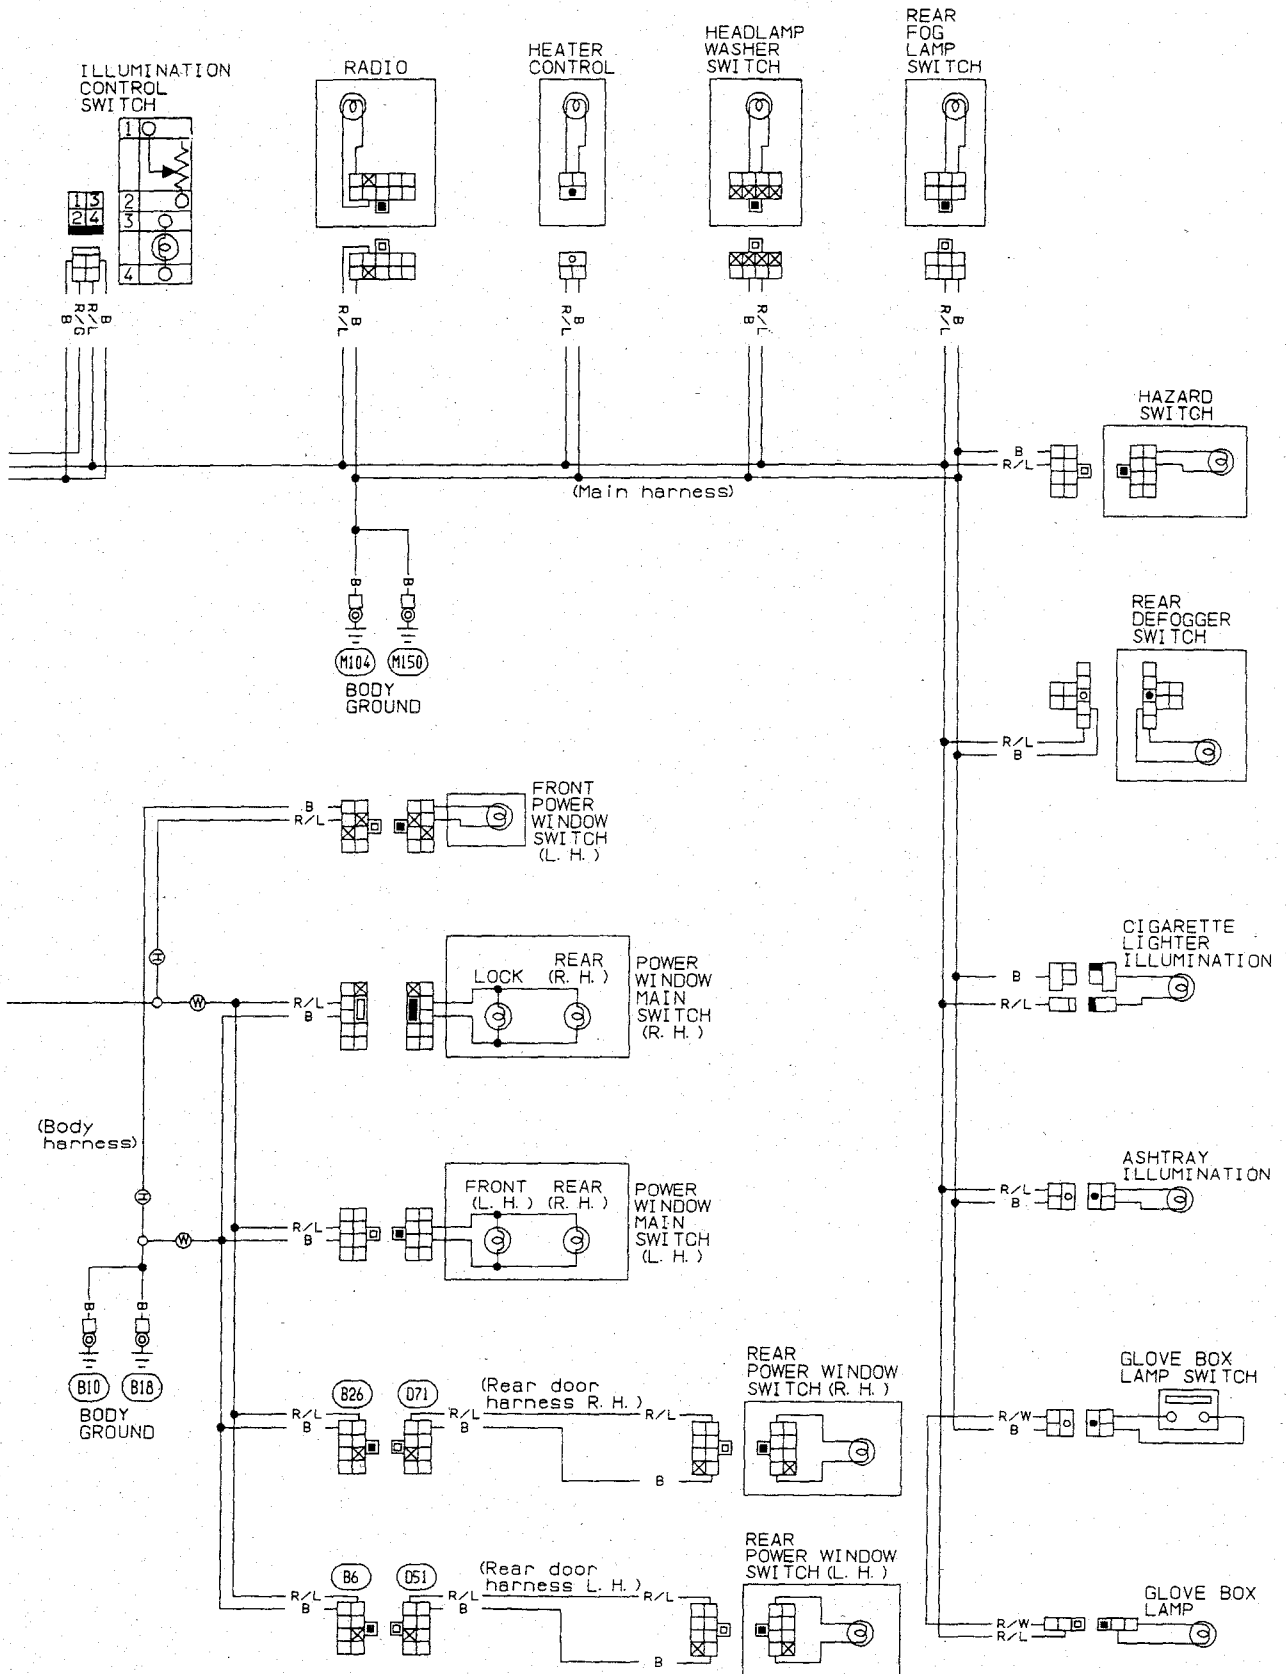 ILLUMINATION
CONTROL
SWITCH
RADIO
HEATER
CONTROL
HEADLAMP
WASHER
SWITCH
REAR
FOG
LAMP
SWITCH
1
2
3
4
1 3
2 4
B
R/G
R/L
B
R/L
B
R/L
B
B
R/L
R/L
B
HAZARD
SWITCH
B
R/L
(Main harness)
B
B
M104
M150
BODY
GROUND
REAR
DEFOGGER
SWITCH
R/L
B
FRONT
POWER
WINDOW
SWITCH
(L. H. )
B
R/L
CIGARETTE
LIGHTER
ILLUMINATION
B
R/L
H
W
R/L
B
LOCK
REAR
(R. H. )
POWER
WINDOW
MAIN
SWITCH
(R. H. )
(Body
harness)
ASHTRAY
ILLUMINATION
R/L
B
H
W
R/L
B
FRONT
(L. H. )
REAR
(R. H. )
POWER
WINDOW
MAIN
SWITCH
(L. H. )
B
B
B10
B18
BODY
GROUND
GLOVE BOX
LAMP SWITCH
R/W
B
B26
D71
(Rear door
harness R. H. )
REAR
POWER WINDOW
SWITCH (R. H. )
R/L
B
R/L
B
R/L
B
B6
D51
(Rear door
harness L. H. )
REAR
POWER WINDOW
SWITCH (L. H. )
R/L
B
R/L
B
R/L
B
GLOVE BOX
LAMP
R/W
R/L